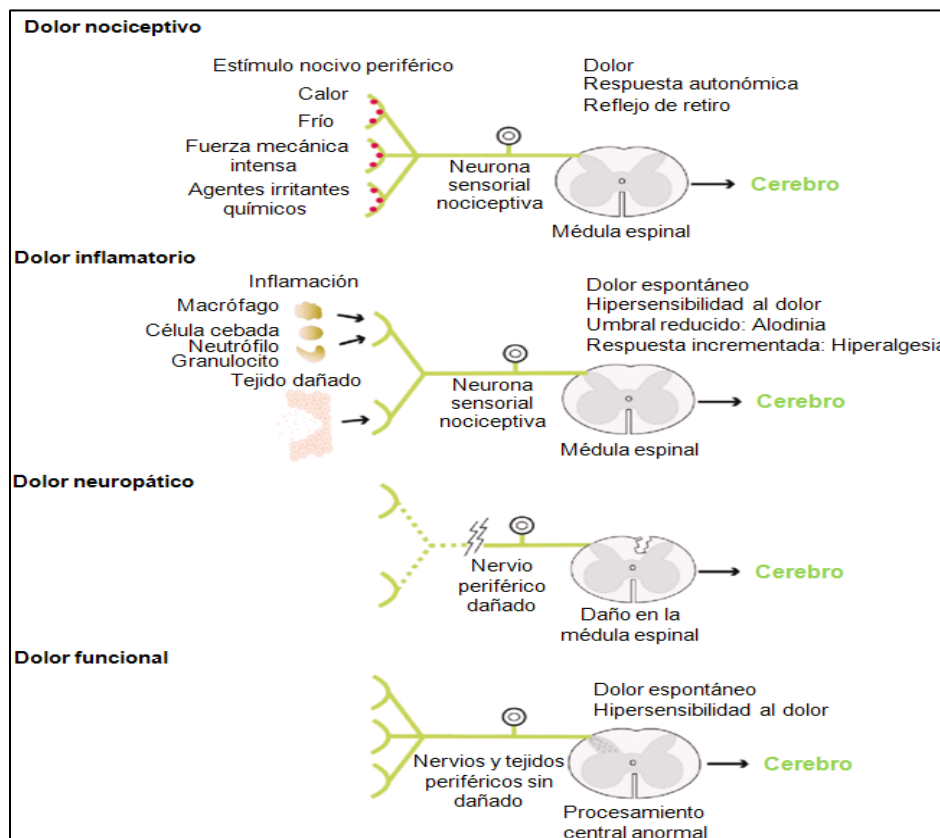 Dolor nociceptivo
Estímulo nocivo periférico
Calor
Frío
Fuerza mecánica
intensa
Agentes irritantes
químicos
Neurona
sensorial
nociceptiva
Dolor
Respuesta autonómica
Reflejo de retiro
Médula espinal
Cerebro
Dolor inflamatorio
Inflamación
Macrófago
Célula cebada
Neutrófilo
Granulocito
Tejido dañado
Neurona
sensorial
nociceptiva
Dolor espontáneo
Hipersensibilidad al dolor
Umbral reducido: Alodinia
Respuesta incrementada: Hiperalgesia
Médula espinal
Cerebro
Dolor neuropático
Nervio
periférico
dañado
Daño en la
médula espinal
Cerebro
Dolor funcional
Nervios y tejidos
periféricos sin
dañado
Dolor espontáneo
Hipersensibilidad al dolor
Procesamiento
central anormal
Cerebro